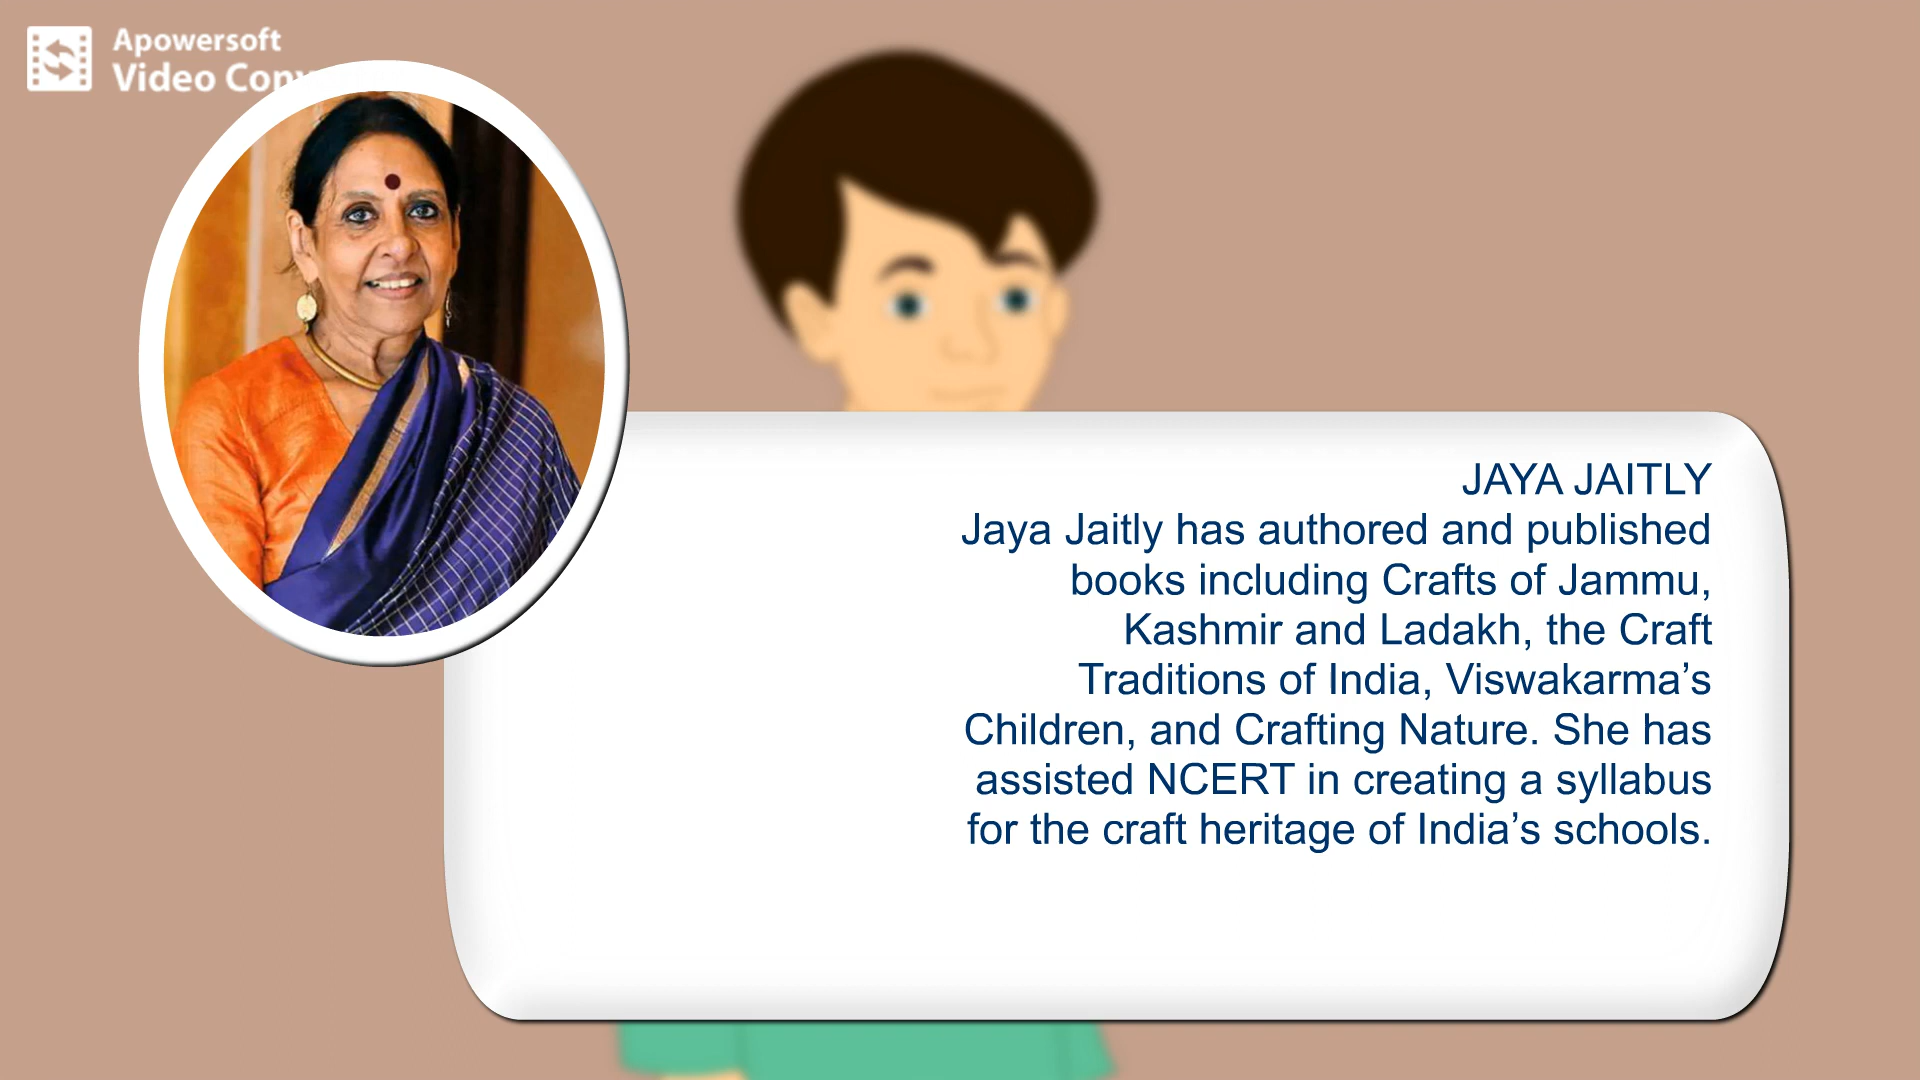 Apowersoft
Video
JAYA JAITLY
Jaya Jaitly has authored and published
books including Crafts of Jammu,
Kashmir and Ladakh, the Craft
Traditions of India, Viswakarma’s
Children, and Crafting Nature. She has
assisted NCERT in creating a syllabus
for the craft heritage of India’s schools.